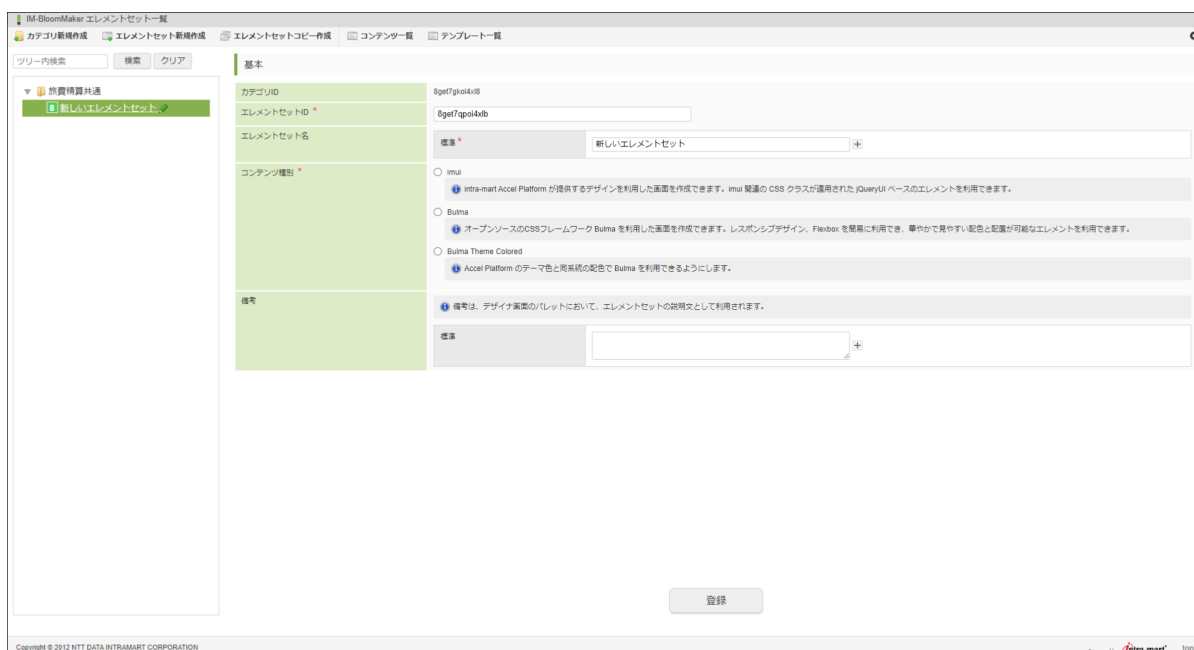 IM-BloomMaker エレメントセット一覧
カテゴリ新規作成 エレメントセット新規作成 エレメントセットコピー作成 コンテンツ一覧 テンプレート一覧
ツリー内検索 検索 クリア
旅費精算共通
8 新しいエレメントセット
基本
カテゴリID 8get7gkol4xl8
エレメントセットID * 8get7qpoi4xlb
エレメントセット名 標準 * 新しいエレメントセット
コンテンツ種別 * imui
intra-mart Accel Platform が提供するデザインを利用した画面を作成できます。imui 関連の CSS クラスが適用された jQueryUI ベースのエレメントを利用できます。
Bulma
オープンソースのCSSフレームワーク Bulma を利用した画面を作成できます。レスポンシブデザイン、Flexbox を簡易に利用でき、華やかで見やすい配色と配置が可能なエレメントを利用できます。
Bulma Theme Colored
Accel Platform のテーマ色と同系統の配色で Bulma を利用できるようにします。
備考 備考は、デザイナ画面のパレットにおいて、エレメントセットの説明文として利用されます。
標準
登録
Copyright © 2012 NTT DATA INTRAMART CORPORATION
intra-mart top